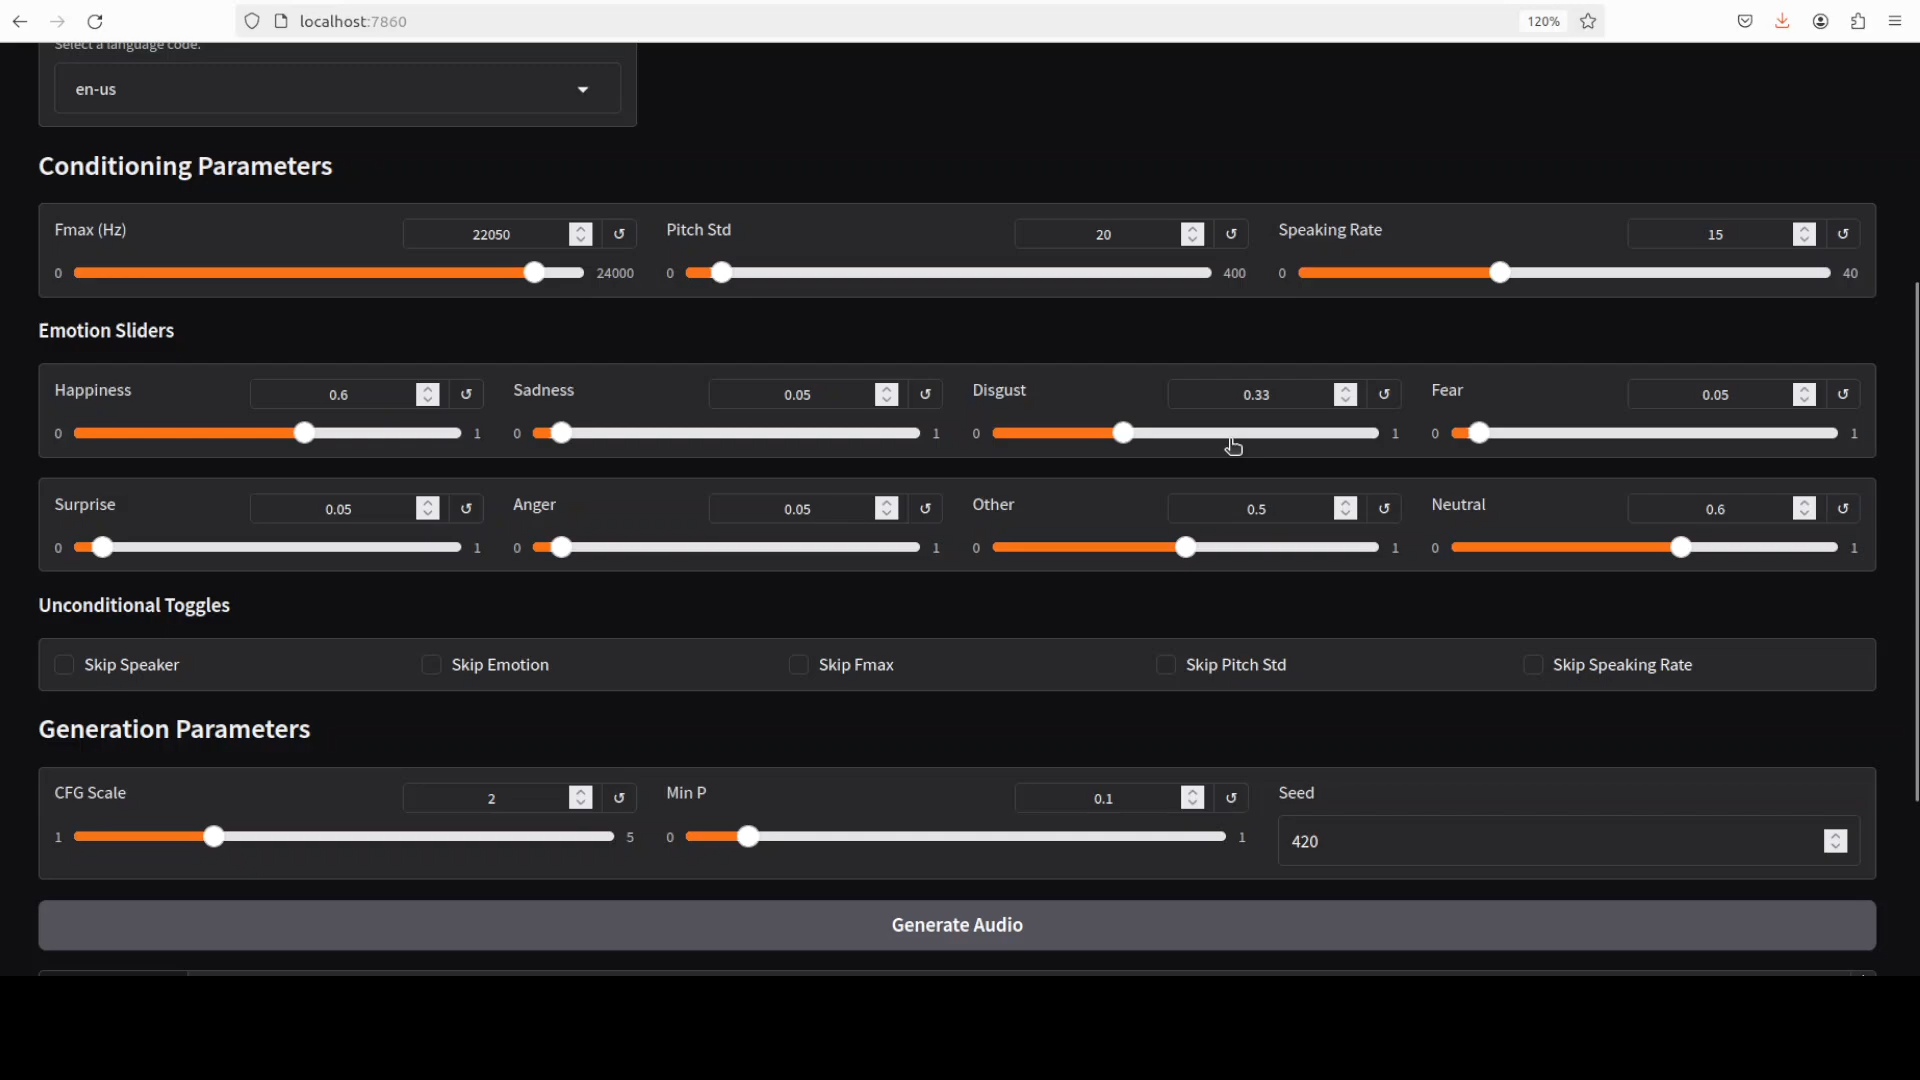 localhost:7860
120%
Select a language code.
en-us
Conditioning Parameters
Fmax (Hz) 22050 ↺ Pitch Std 20 ↺ Speaking Rate 15 ↺
0 24000 0 400 0 40
Emotion Sliders
Happiness 0.6 ↺ Sadness 0.05 ↺ Disgust 0.33 ↺ Fear 0.05 ↺
0 1 0 1 0 1 0 1
Surprise 0.05 ↺ Anger 0.05 ↺ Other 0.5 ↺ Neutral 0.6 ↺
0 1 0 1 0 1 0 1
Unconditional Toggles
Skip Speaker Skip Emotion Skip Fmax Skip Pitch Std Skip Speaking Rate
Generation Parameters
CFG Scale 2 ↺ Min P 0.1 ↺ Seed
1 5 0 1 420
Generate Audio